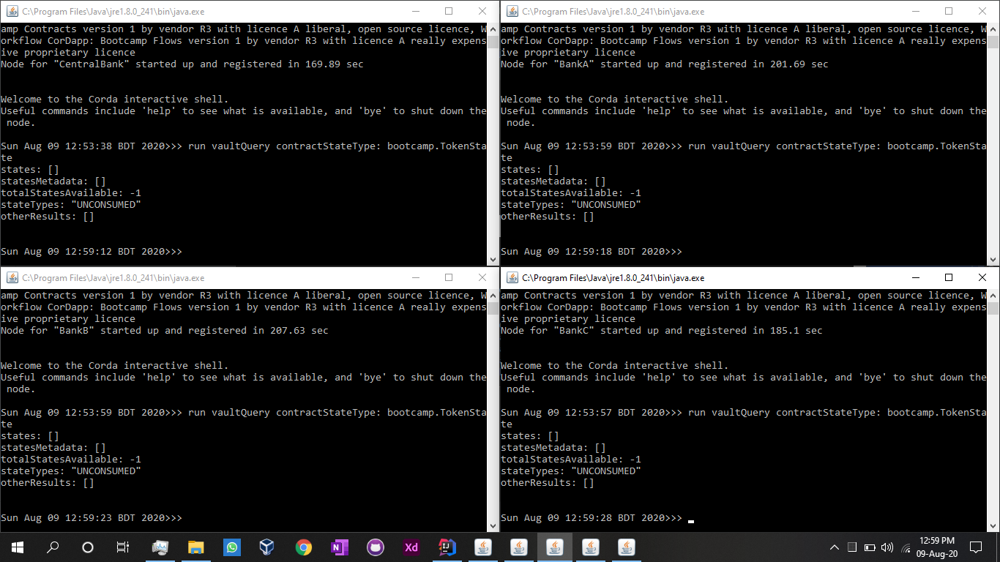 C:\Program Files\Java\jre1.8.0_241\bin\java.exe
amp Contracts version 1 by vendor R3 with licence A liberal, open source licence, W
orkflow CorDapp: Bootcamp Flows version 1 by vendor R3 with licence A really expens
ive proprietary licence
Node for "CentralBank" started up and registered in 169.89 sec
Welcome to the Corda interactive shell.
Useful commands include 'help' to see what is available, and 'bye' to shut down the
node.
Sun Aug 09 12:53:38 BDT 2020>>> run vaultQuery contractStateType: bootcamp.TokenSta
te
states: []
statesMetadata: []
totalStatesAvailable: -1
stateTypes: "UNCONSUMED"
otherResults: []
Sun Aug 09 12:59:12 BDT 2020>>>
C:\Program Files\Java\jre1.8.0_241\bin\java.exe
amp Contracts version 1 by vendor R3 with licence A liberal, open source licence, W
orkflow CorDapp: Bootcamp Flows version 1 by vendor R3 with licence A really expens
ive proprietary licence
Node for "BankA" started up and registered in 201.69 sec
Welcome to the Corda interactive shell.
Useful commands include 'help' to see what is available, and 'bye' to shut down the
node.
Sun Aug 09 12:53:59 BDT 2020>>> run vaultQuery contractStateType: bootcamp.TokenSta
te
states: []
statesMetadata: []
totalStatesAvailable: -1
stateTypes: "UNCONSUMED"
otherResults: []
Sun Aug 09 12:59:18 BDT 2020>>>
C:\Program Files\Java\jre1.8.0_241\bin\java.exe
amp Contracts version 1 by vendor R3 with licence A liberal, open source licence, W
orkflow CorDapp: Bootcamp Flows version 1 by vendor R3 with licence A really expens
ive proprietary licence
Node for "BankB" started up and registered in 207.63 sec
Welcome to the Corda interactive shell.
Useful commands include 'help' to see what is available, and 'bye' to shut down the
node.
Sun Aug 09 12:53:59 BDT 2020>>> run vaultQuery contractStateType: bootcamp.TokenSta
te
states: []
statesMetadata: []
totalStatesAvailable: -1
stateTypes: "UNCONSUMED"
otherResults: []
Sun Aug 09 12:59:23 BDT 2020>>>
C:\Program Files\Java\jre1.8.0_241\bin\java.exe
amp Contracts version 1 by vendor R3 with licence A liberal, open source licence, W
orkflow CorDapp: Bootcamp Flows version 1 by vendor R3 with licence A really expens
ive proprietary licence
Node for "BankC" started up and registered in 185.1 sec
Welcome to the Corda interactive shell.
Useful commands include 'help' to see what is available, and 'bye' to shut down the
node.
Sun Aug 09 12:53:57 BDT 2020>>> run vaultQuery contractStateType: bootcamp.TokenSta
te
states: []
statesMetadata: []
totalStatesAvailable: -1
stateTypes: "UNCONSUMED"
otherResults: []
Sun Aug 09 12:59:28 BDT 2020>>>
N
Xd
IJ
12:59 PM
09-Aug-20